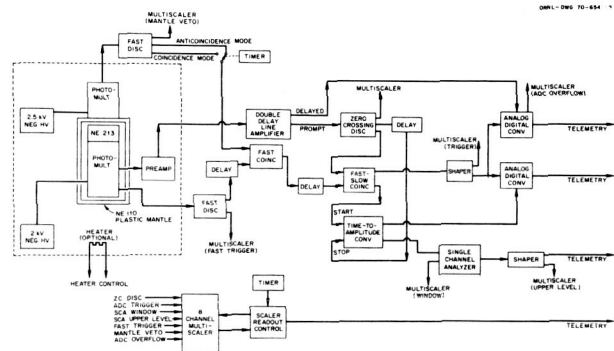 ORNL-DWG 70-654
MULTISCALER
(MANTLE VETO)
FAST
DISC
ANTICOINCIDENCE MODE
COINCIDENCE MODE
TIMER
PHOTO-
MULT
2.5 kV
NEG HV
NE 213
PHOTO-
MULT
PREAMP
NE 110
PLASTIC MANTLE
2 kV
NEG HV
HEATER
(OPTIONAL)
HEATER CONTROL
DOUBLE
DELAY
LINE
AMPLIFIER
DELAYED
PROMPT
MULTISCALER
ZERO
CROSSING
DISC
DELAY
FAST
COINC
DELAY
FAST
DISC
MULTISCALER
(FAST TRIGGER)
DELAY
FAST-
SLOW
COINC
START
TIME-TO-
AMPLITUDE
CONV
STOP
MULTISCALER
(TRIGGER)
SHAPER
MULTISCALER
(ADC OVERFLOW)
ANALOG
DIGITAL
CONV
TELEMETRY
ANALOG
DIGITAL
CONV
TELEMETRY
SINGLE
CHANNEL
ANALYZER
MULTISCALER
(WINDOW)
SHAPER
MULTISCALER
(UPPER LEVEL)
TELEMETRY
ZC DISC
ADC TRIGGER
SCA WINDOW
SCA UPPER LEVEL
FAST TRIGGER
MANTLE VETO
ADC OVERFLOW
8
CHANNEL
MULTI-
SCALER
TIMER
SCALER
READOUT
CONTROL
TELEMETRY